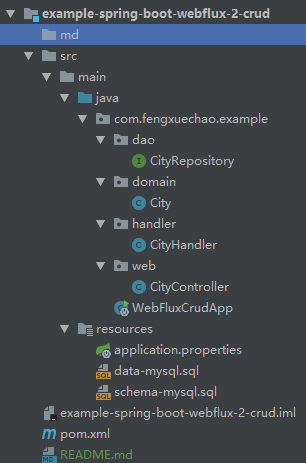 example-spring-boot-webflux-2-crud
md
src
main
java
com.fengxuechao.example
dao
CityRepository
domain
City
handler
CityHandler
web
CityController
WebFluxCrudApp
resources
application.properties
data-mysql.sql
schema-mysql.sql
example-spring-boot-webflux-2-crud.iml
pom.xml
README.md